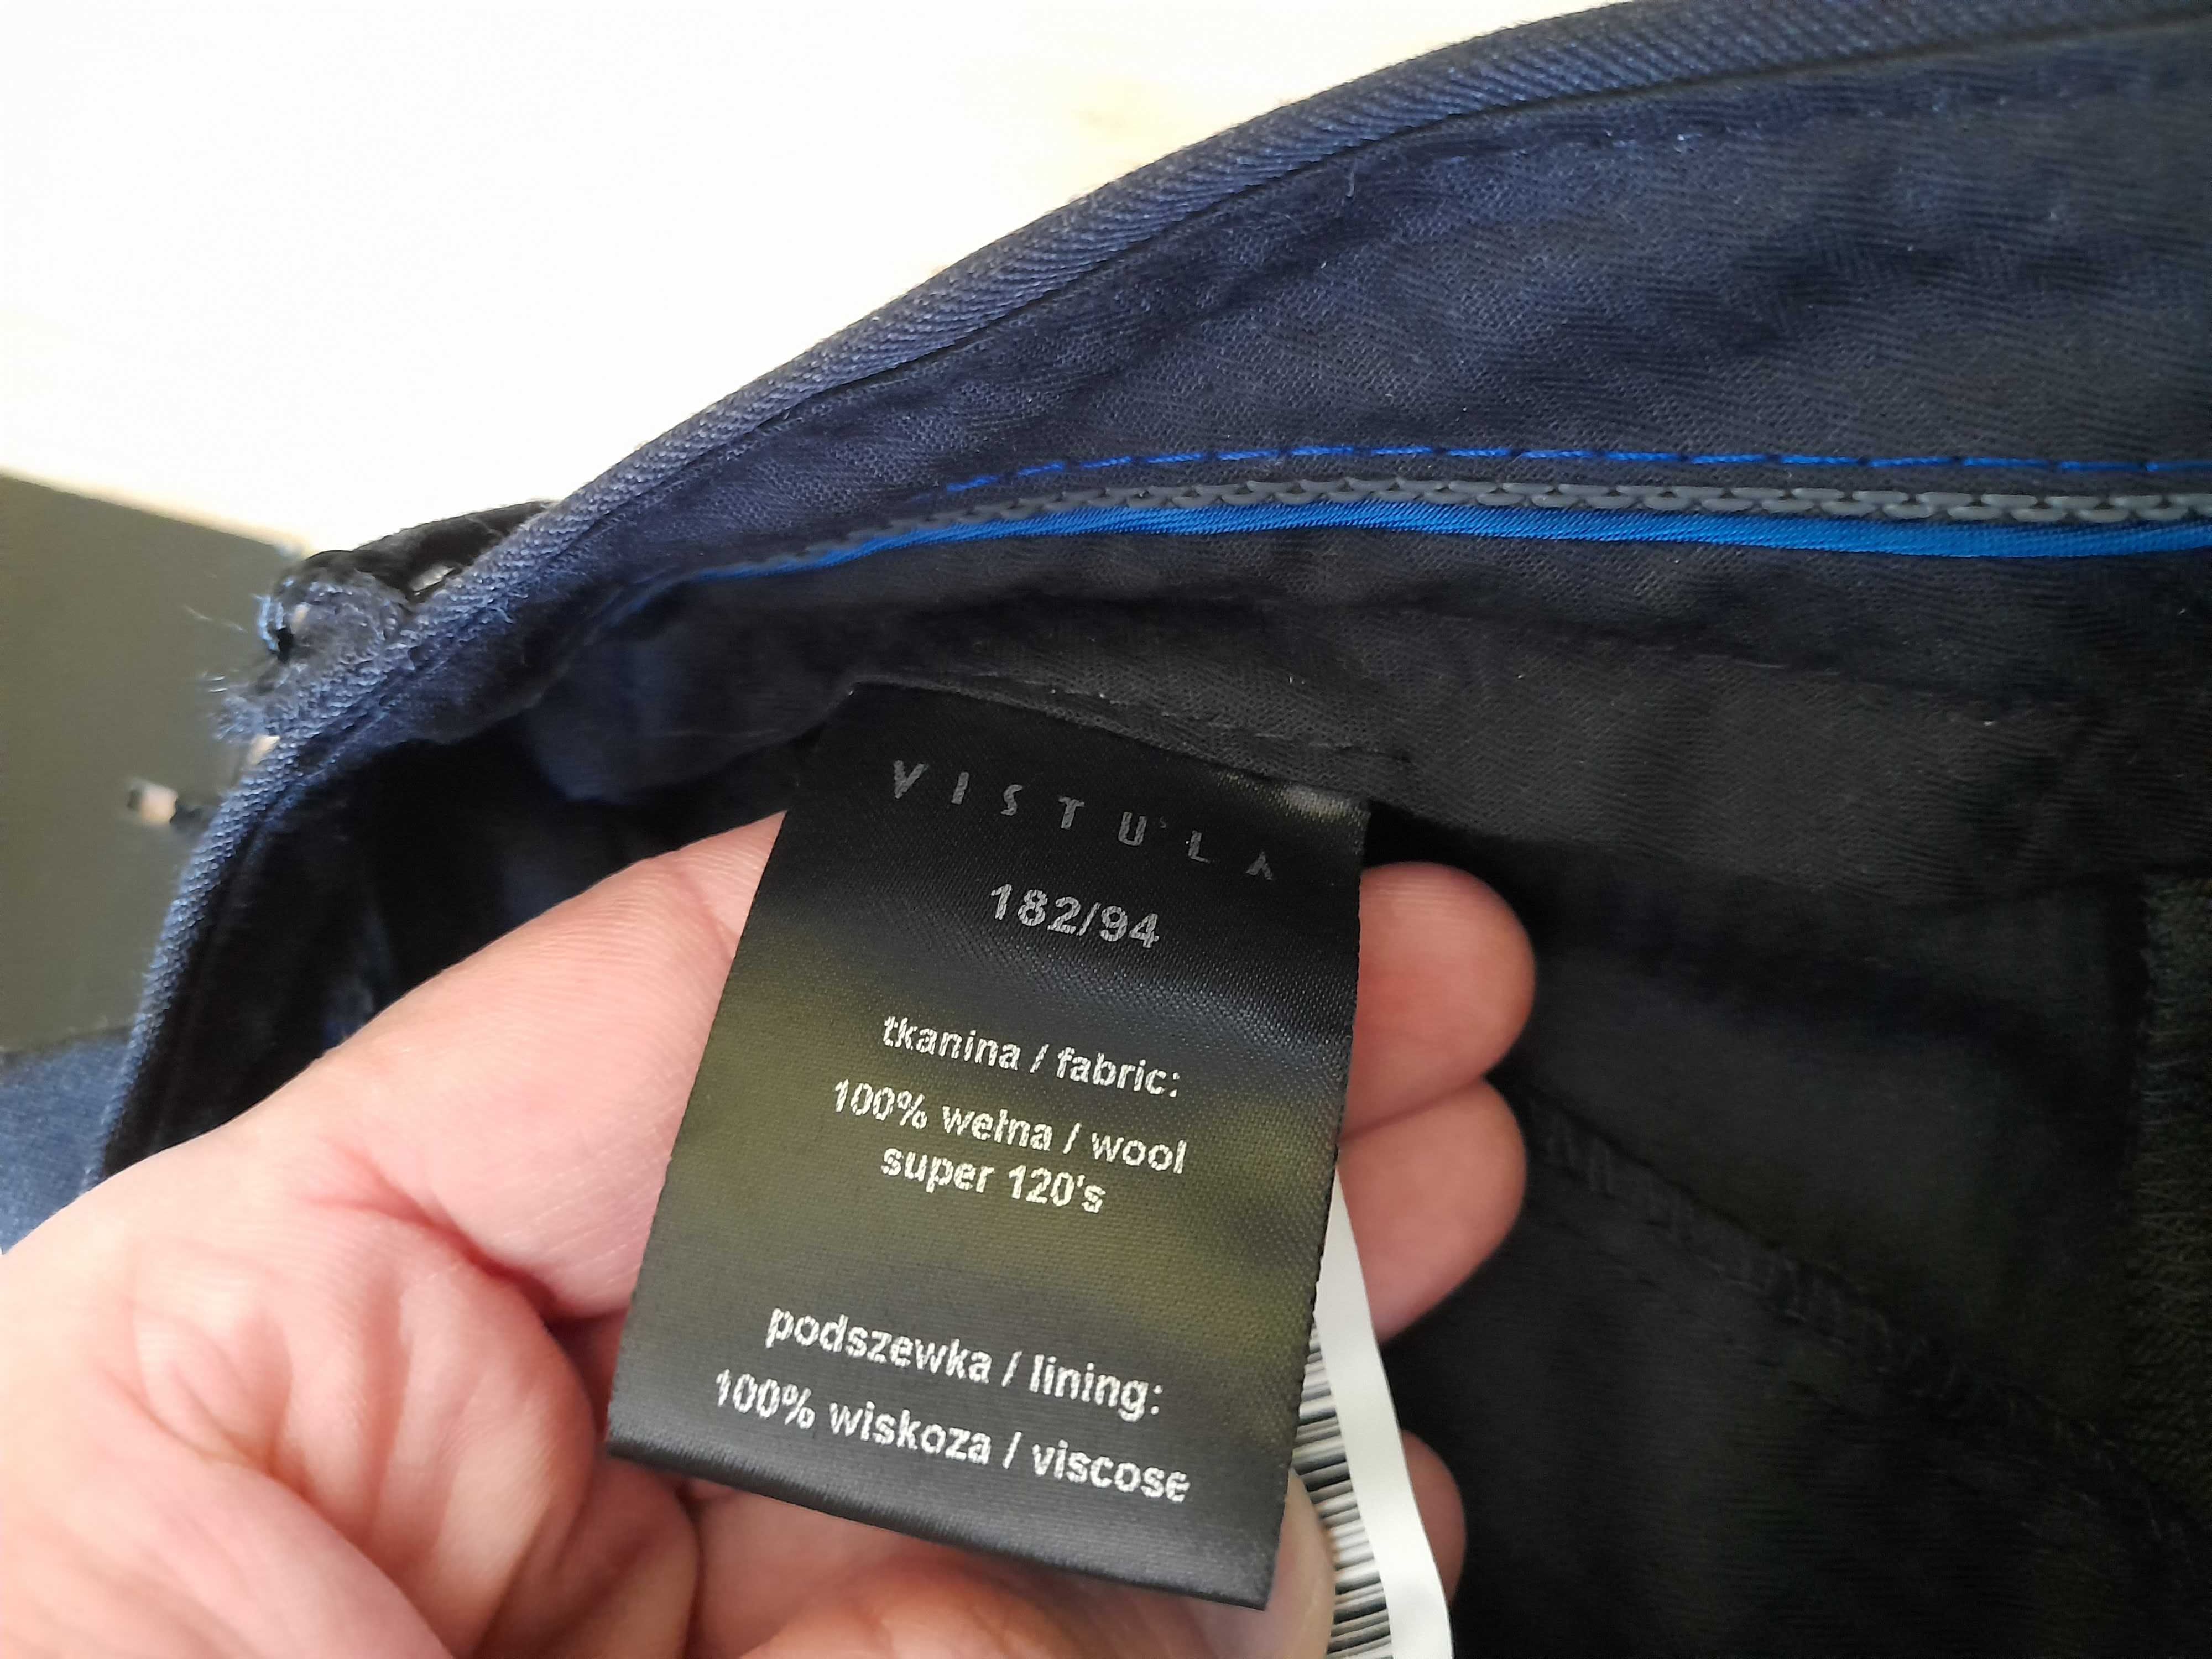 VISTULA
182/94
tkanina / fabric:
100% wełna / wool
super 120's
podszewka / lining:
100% wiskoza / viscose